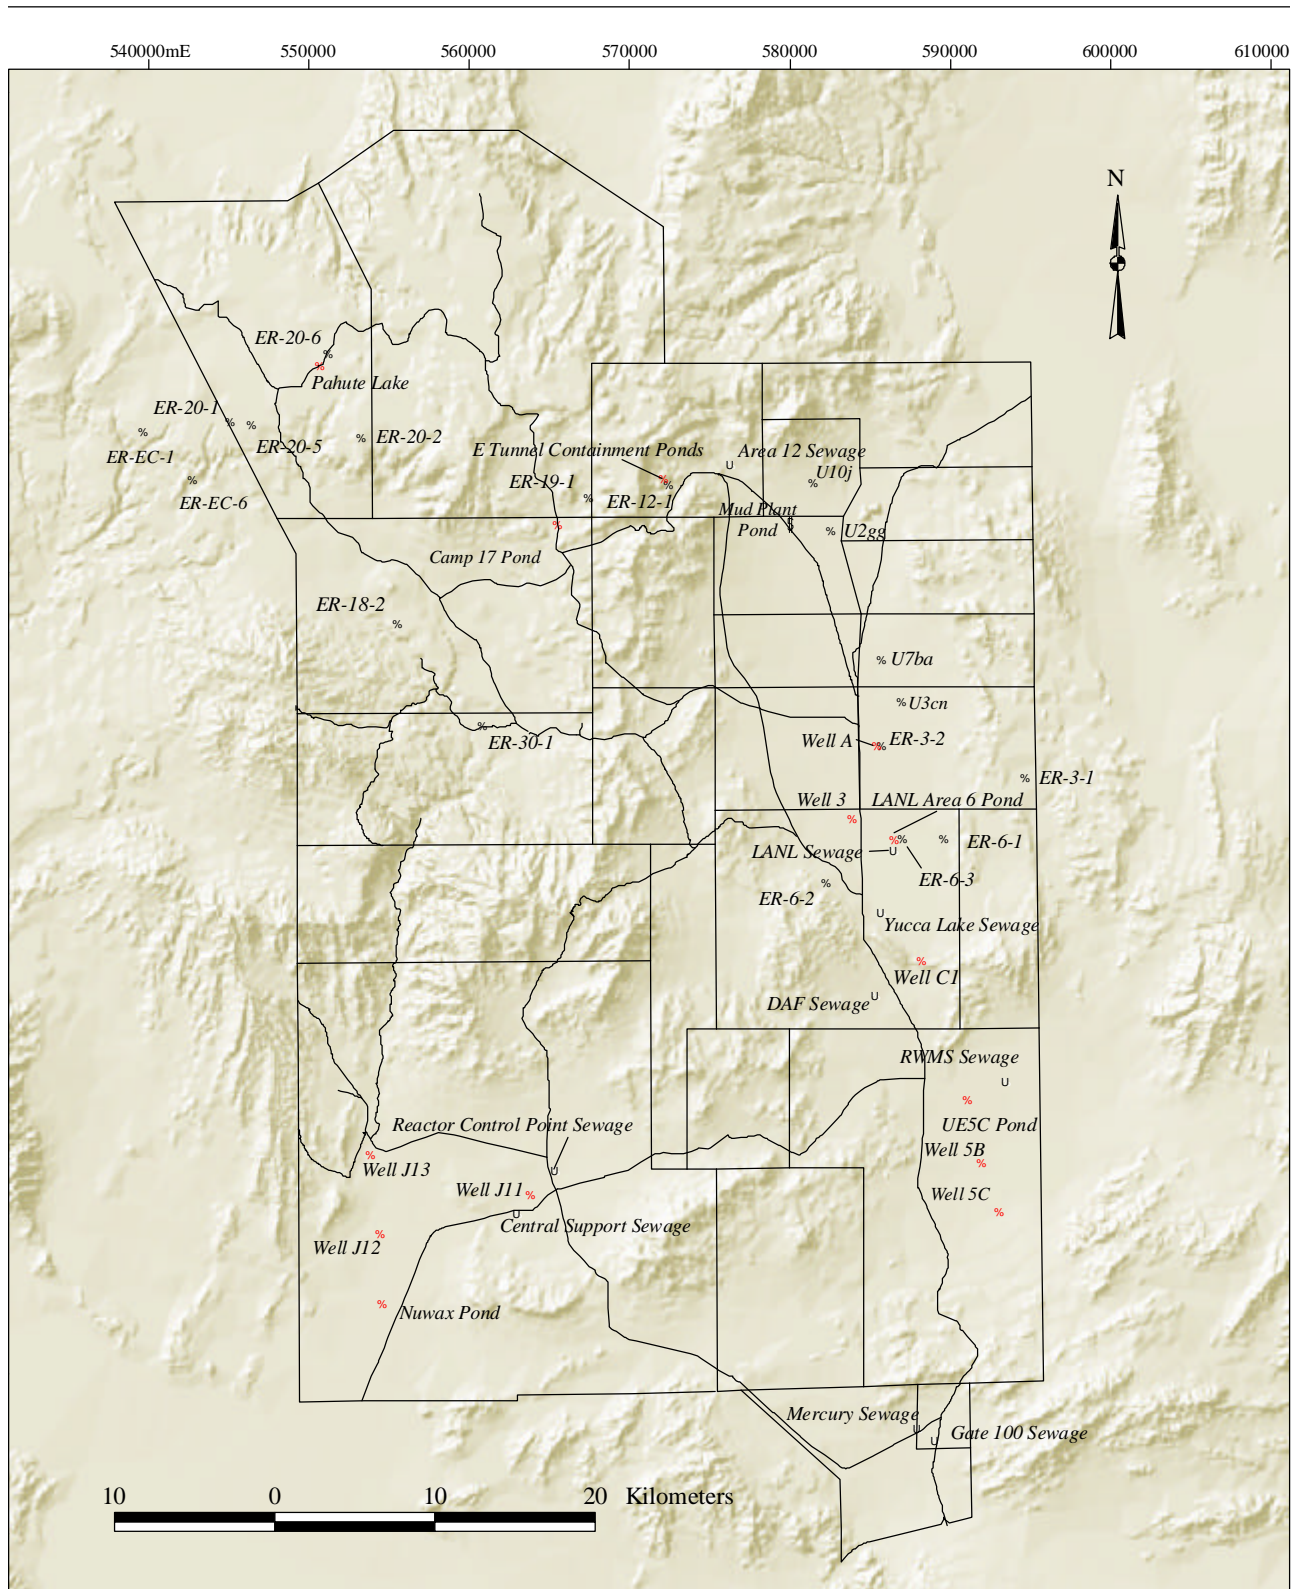 540000mE 550000 560000 570000 580000 590000 600000 610000
N
ER-20-6
%
%
Pahute Lake
ER-20-1
%
%
ER-20-5
%
ER-EC-1
%
ER-20-2
%
ER-EC-6
E Tunnel Containment Ponds
%
%
ER-19-1
%
ER-12-1
U
Area 12 Sewage
U10j
%
Mud Plant
Pond
$
%
U2gg
%
Camp 17 Pond
ER-18-2
%
%
U7ba
%
U3cn
%
ER-30-1
Well A
%
%
ER-3-2
%
ER-3-1
Well 3
%
LANL Area 6 Pond
%
%
%
ER-6-1
LANL Sewage
U
ER-6-3
%
ER-6-2
U
Yucca Lake Sewage
%
Well C1
DAF Sewage
U
RWMS Sewage
U
%
UE5C Pond
Well 5B
%
Well 5C
%
Reactor Control Point Sewage
U
%
Well J13
Well J11
%
U
Central Support Sewage
%
Well J12
%
Nuwax Pond
Mercury Sewage
U
U
Gate 100 Sewage
10 0 10 20 Kilometers